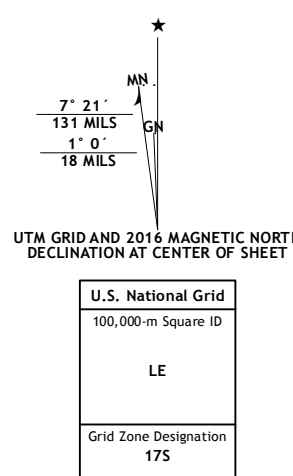 ★
MN
7° 21´
131 MILS
GN
1° 0´
18 MILS
UTM GRID AND 2016 MAGNETIC NORT
DECLINATION AT CENTER OF SHEET
U.S. National Grid
100,000-m Square ID
LE
Grid Zone Designation
17S